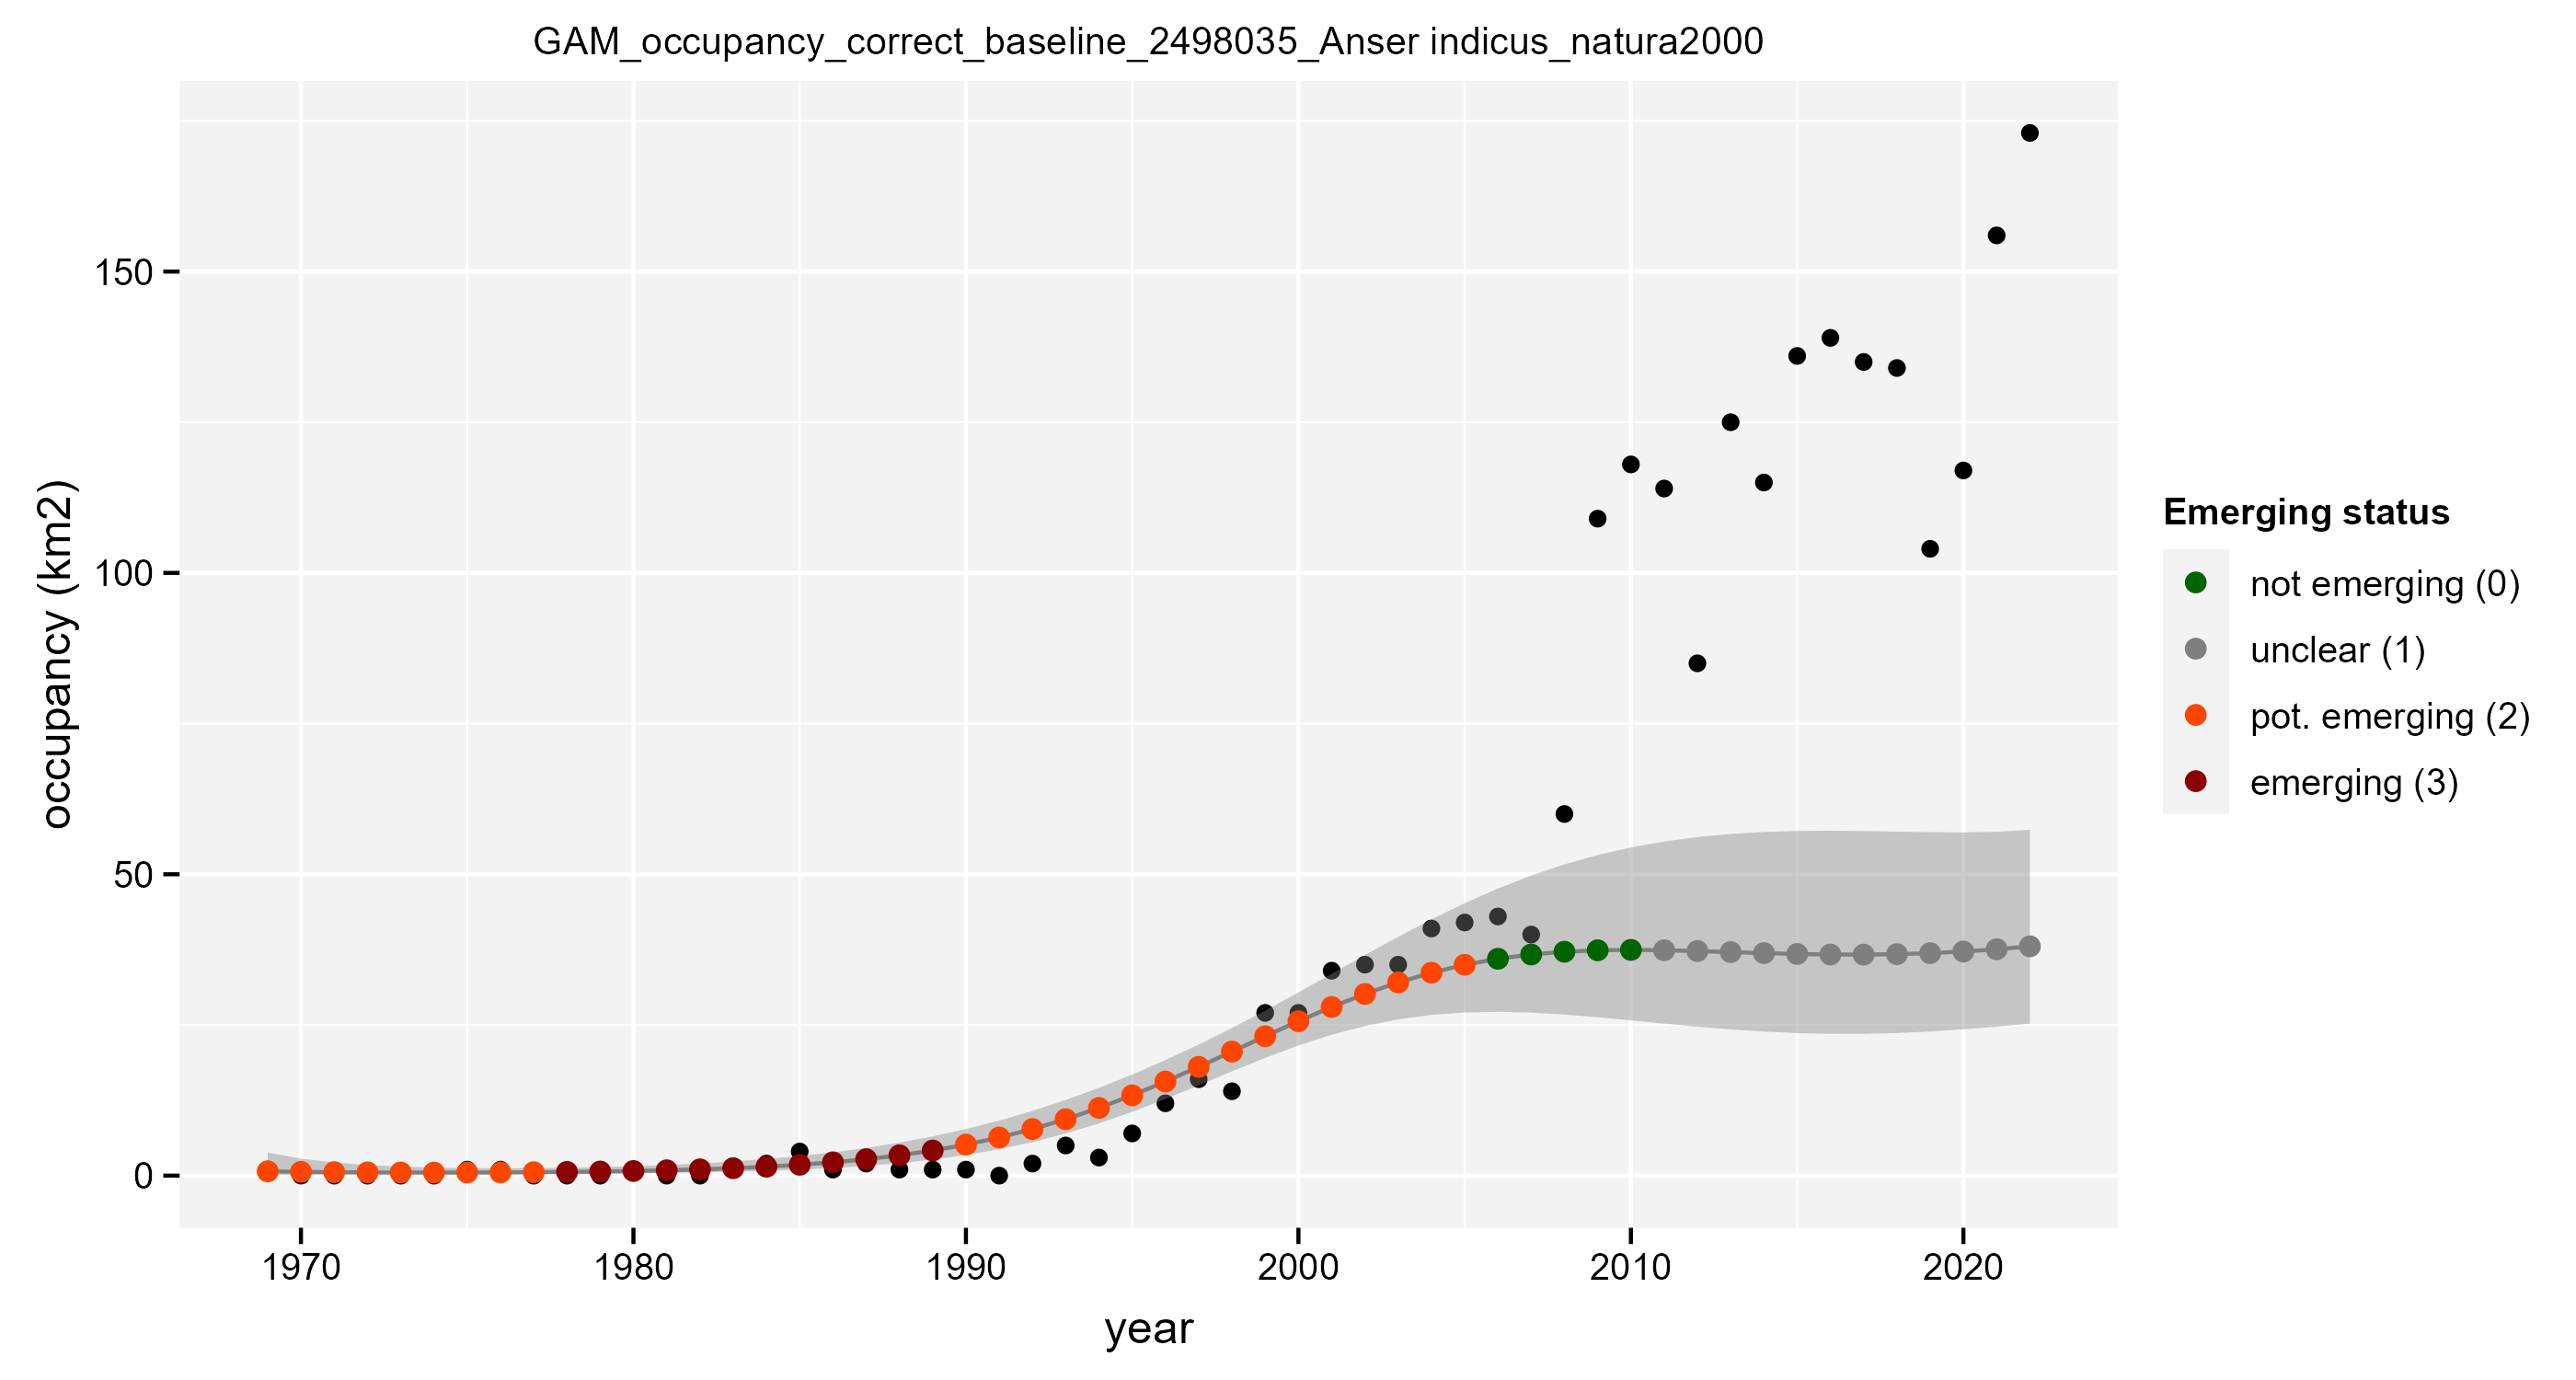 GAM_occupancy_correct_baseline_2498035_Anser indicus_natura2000
occupancy (km2)
150
100
50
0
1970 1980 1990 2000 2010 2020
year
Emerging status
not emerging (0)
unclear (1)
pot. emerging (2)
emerging (3)